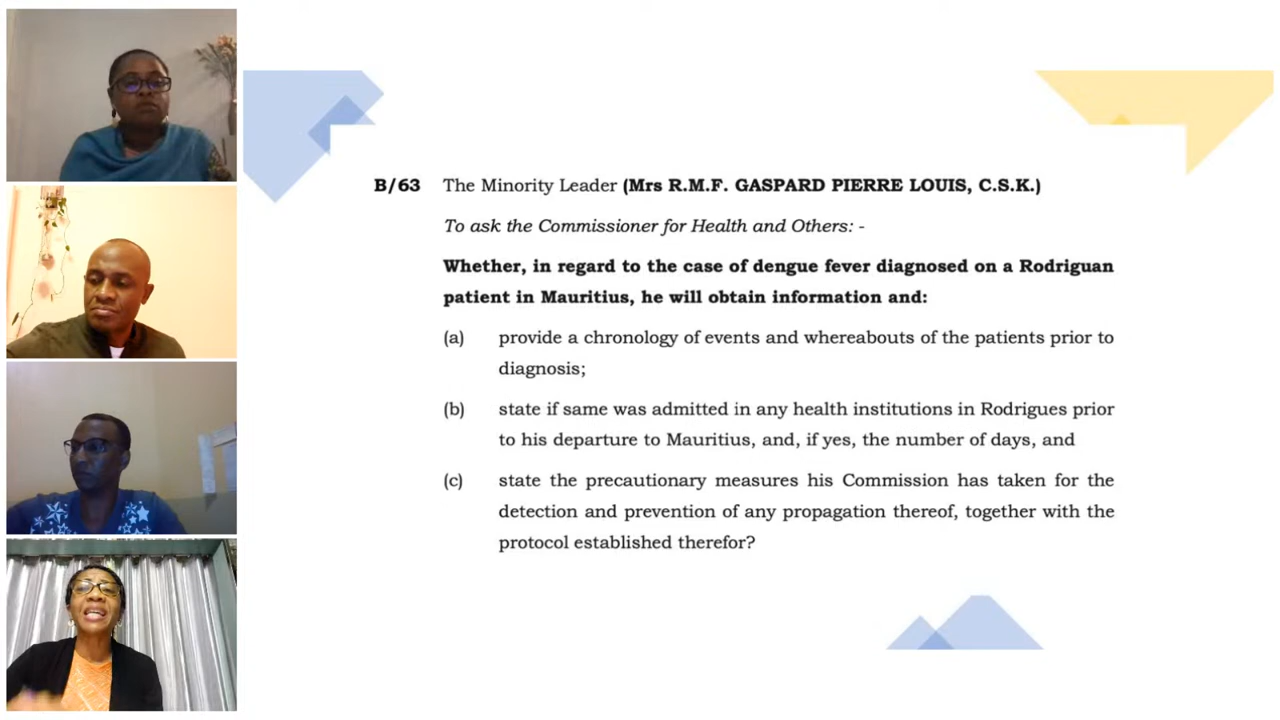 B/63 The Minority Leader (Mrs R.M.F. GASPARD PIERRE LOUIS, C.S.K.)
To ask the Commissioner for Health and Others: -
Whether, in regard to the case of dengue fever diagnosed on a Rodriguan
patient in Mauritius, he will obtain information and:
(a) provide a chronology of events and whereabouts of the patients prior to
diagnosis;
(b) state if same was admitted in any health institutions in Rodrigues prior
to his departure to Mauritius, and, if yes, the number of days, and
(c) state the precautionary measures his Commission has taken for the
detection and prevention of any propagation thereof, together with the
protocol established therefor?